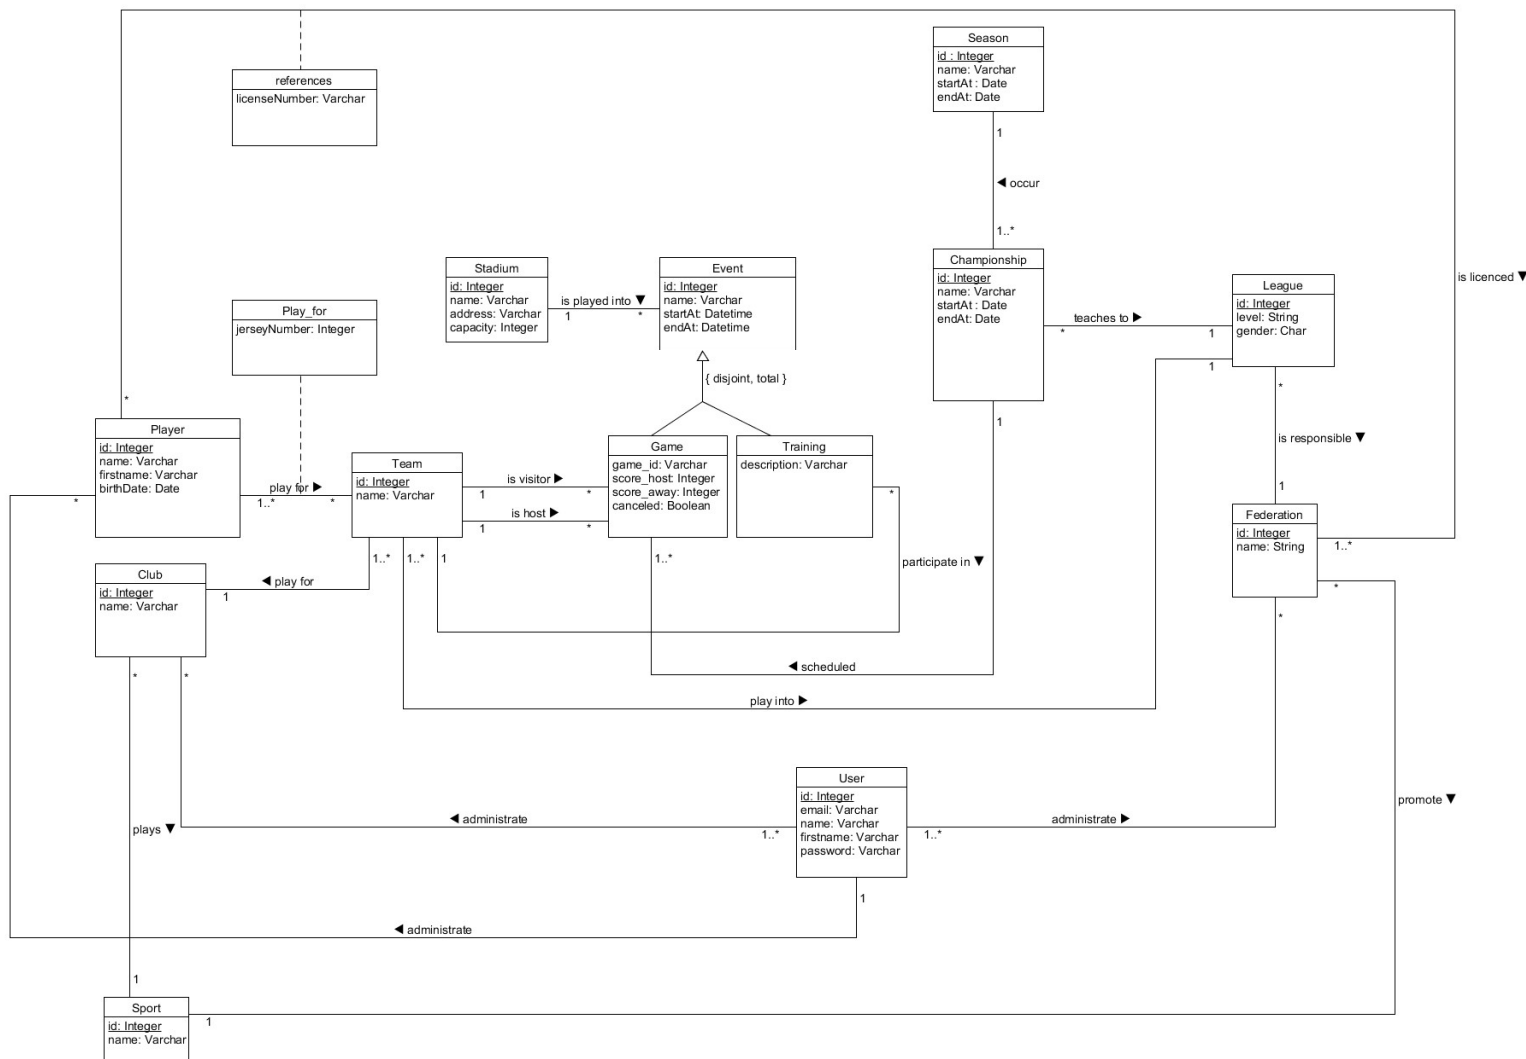 Season
id : Integer
name: Varchar
startAt : Date
endAt: Date
references
licenseNumber: Varchar
1
occur
1..*
Championship
id: Integer
name: Varchar
startAt : Date
endAt: Date
Stadium
id: Integer
name: Varchar
address: Varchar
capacity: Integer
is played into
1
*
Event
id: Integer
name: Varchar
startAt: Datetime
endAt: Datetime
{ disjoint, total }
League
id: Integer
level: String
gender: Char
is licenced
teaches to
*
1
1
Play_for
jerseyNumber: Integer
*
Player
id: Integer
name: Varchar
firstname: Varchar
birthDate: Date
*
play for
1..*
*
Team
id: Integer
name: Varchar
is visitor
1
*
is host
1
*
Game
game_id: Varchar
score_host: Integer
score_away: Integer
canceled: Boolean
Training
description: Varchar
*
1
*
is responsible
1
Federation
id: Integer
name: String
1..*
*
*
1..*
1..*
1
1..*
participate in
play for
1
Club
id: Integer
name: Varchar
*
*
scheduled
play into
User
id: Integer
email: Varchar
name: Varchar
firstname: Varchar
password: Varchar
administrate
1..*
1..*
administrate
promote
plays
1
administrate
1
Sport
id: Integer
name: Varchar
1